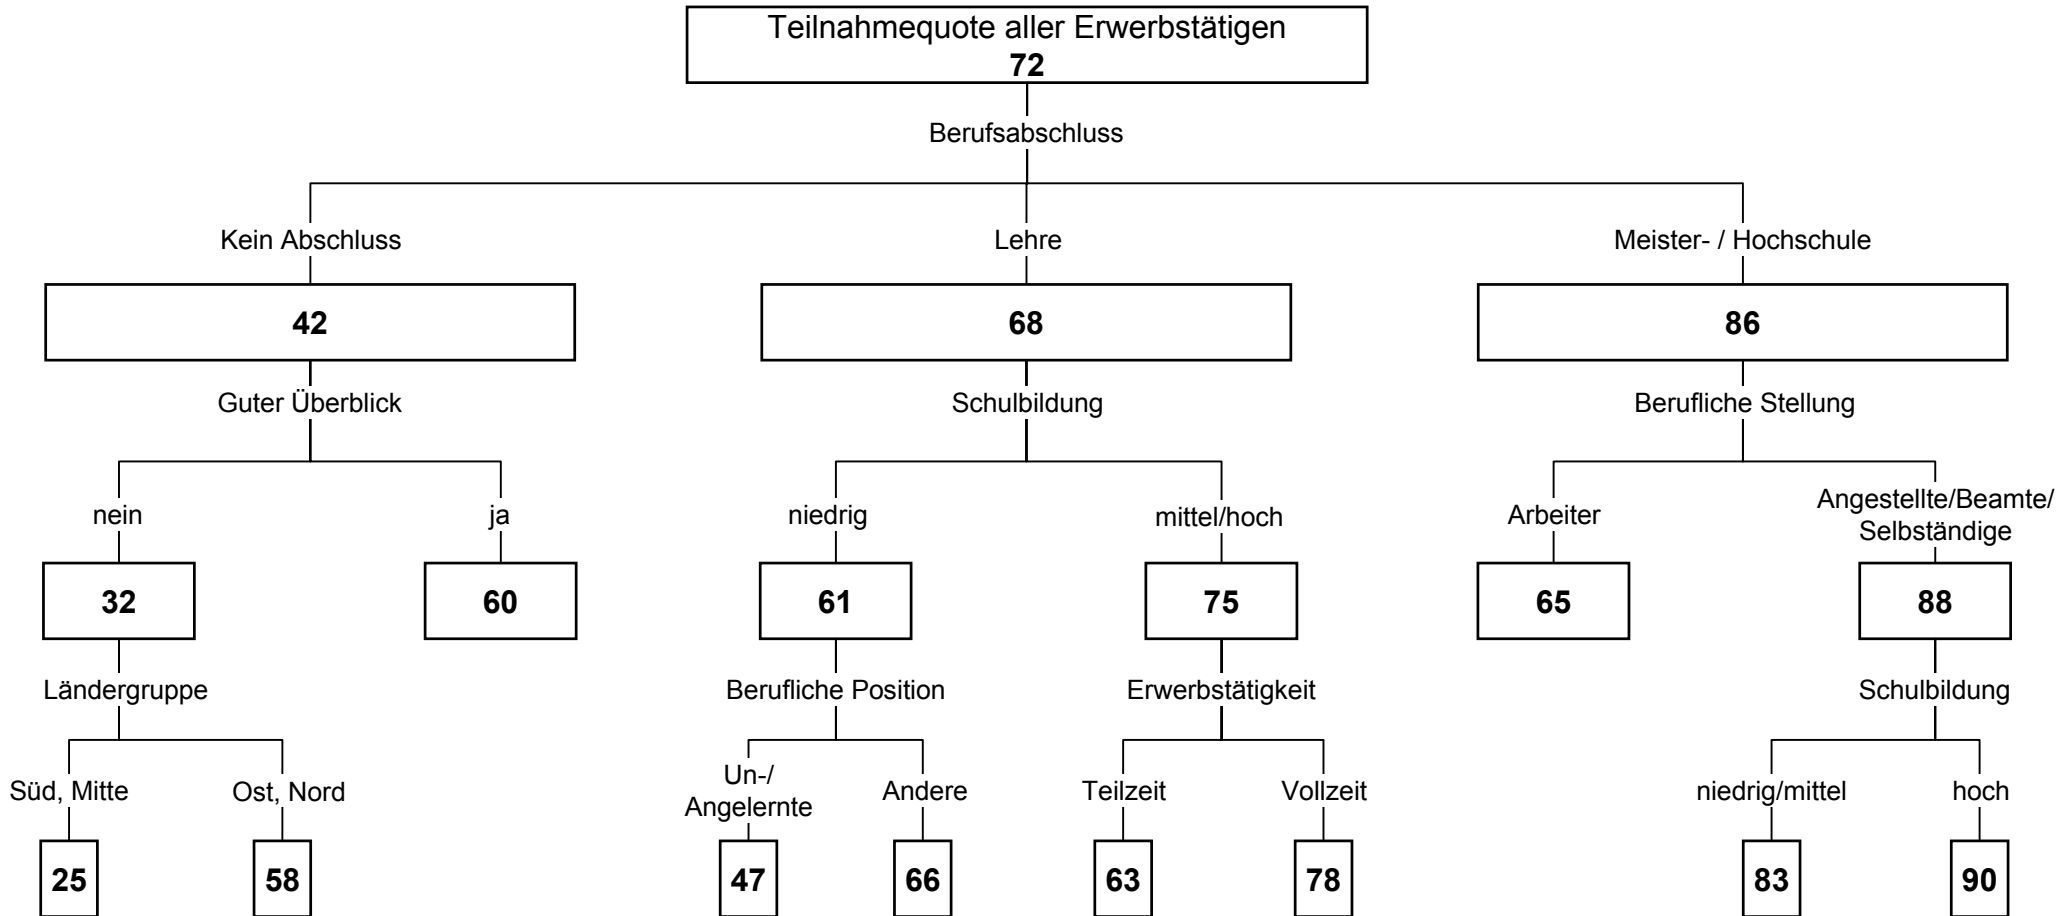 Teilnahmequote aller Erwerbstätigen
72
Berufsabschluss
Kein Abschluss
Lehre
Meister- / Hochschule
42
68
86
Guter Überblick
Schulbildung
Berufliche Stellung
nein
ja
niedrig
mittel/hoch
Arbeiter
Angestellte/Beamte/
Selbständige
32
60
61
75
65
88
Ländergruppe
Berufliche Position
Erwerbstätigkeit
Schulbildung
Süd, Mitte
Ost, Nord
Un-/
Angelernte
Andere
Teilzeit
Vollzeit
niedrig/mittel
hoch
25
58
47
66
63
78
83
90